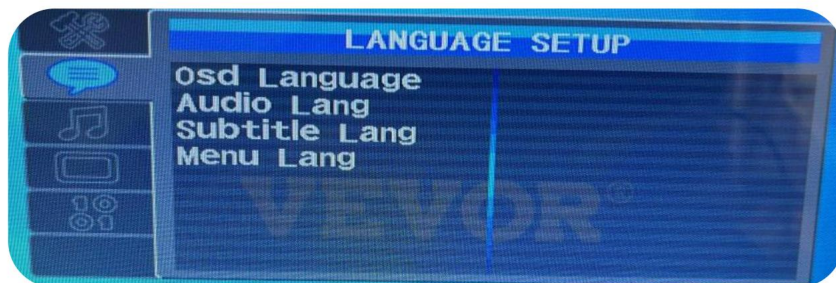 LANGUAGE SETUP
Osd Language
Audio Lang
Subtitle Lang
Menu Lang
VEVOR®